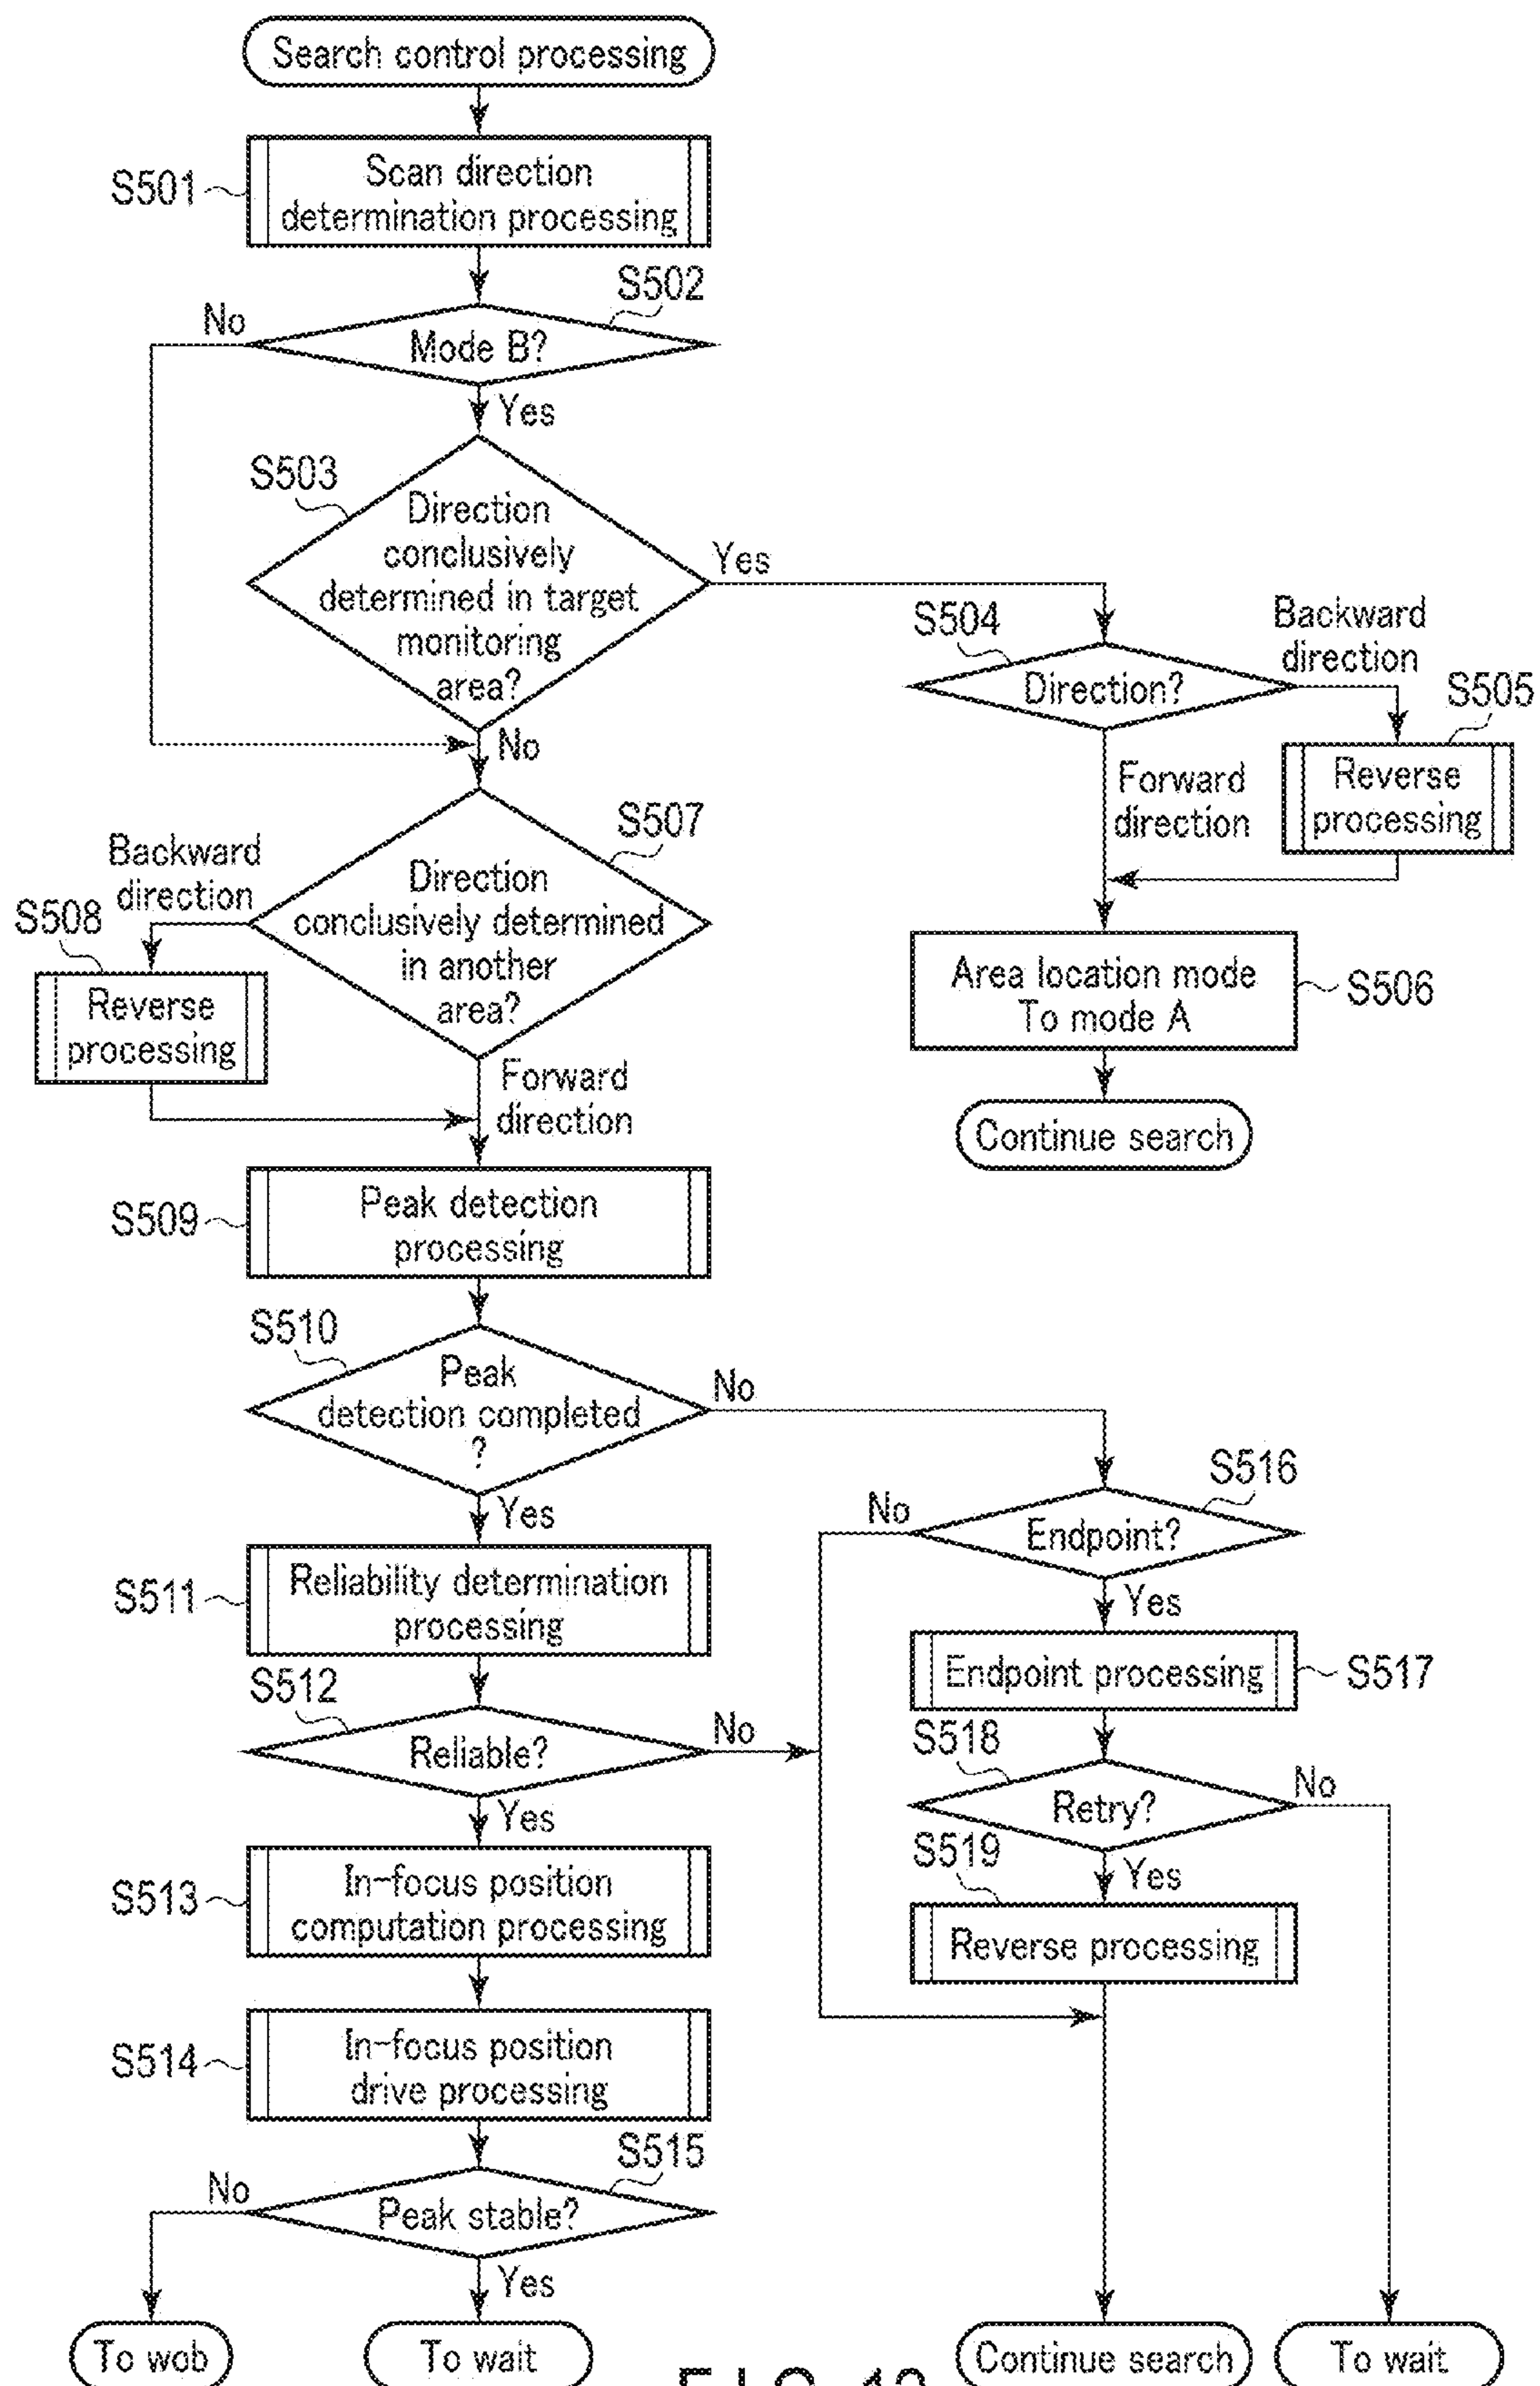 Search control processing
S501
Scan direction
determination processing
S502
No
Mode B?
Yes
S503
Direction
conclusively
determined in target
monitoring
area?
Yes
No
S504
Direction?
Backward
direction
S505
Reverse
processing
Forward
direction
Area location mode
To mode A
S506
Continue search
S507
Direction
conclusively determined
in another
area?
Backward
direction
S508
Reverse
processing
Forward
direction
S509
Peak detection
processing
S510
Peak
detection completed
?
No
Yes
S511
Reliability determination
processing
S512
Reliable?
No
Yes
S513
In-focus position
computation processing
S514
In-focus position
drive processing
S515
No
Peak stable?
Yes
To wob
To wait
S516
No
Endpoint?
Yes
Endpoint processing
S517
S518
Retry?
No
S519
Yes
Reverse processing
Continue search
To wait